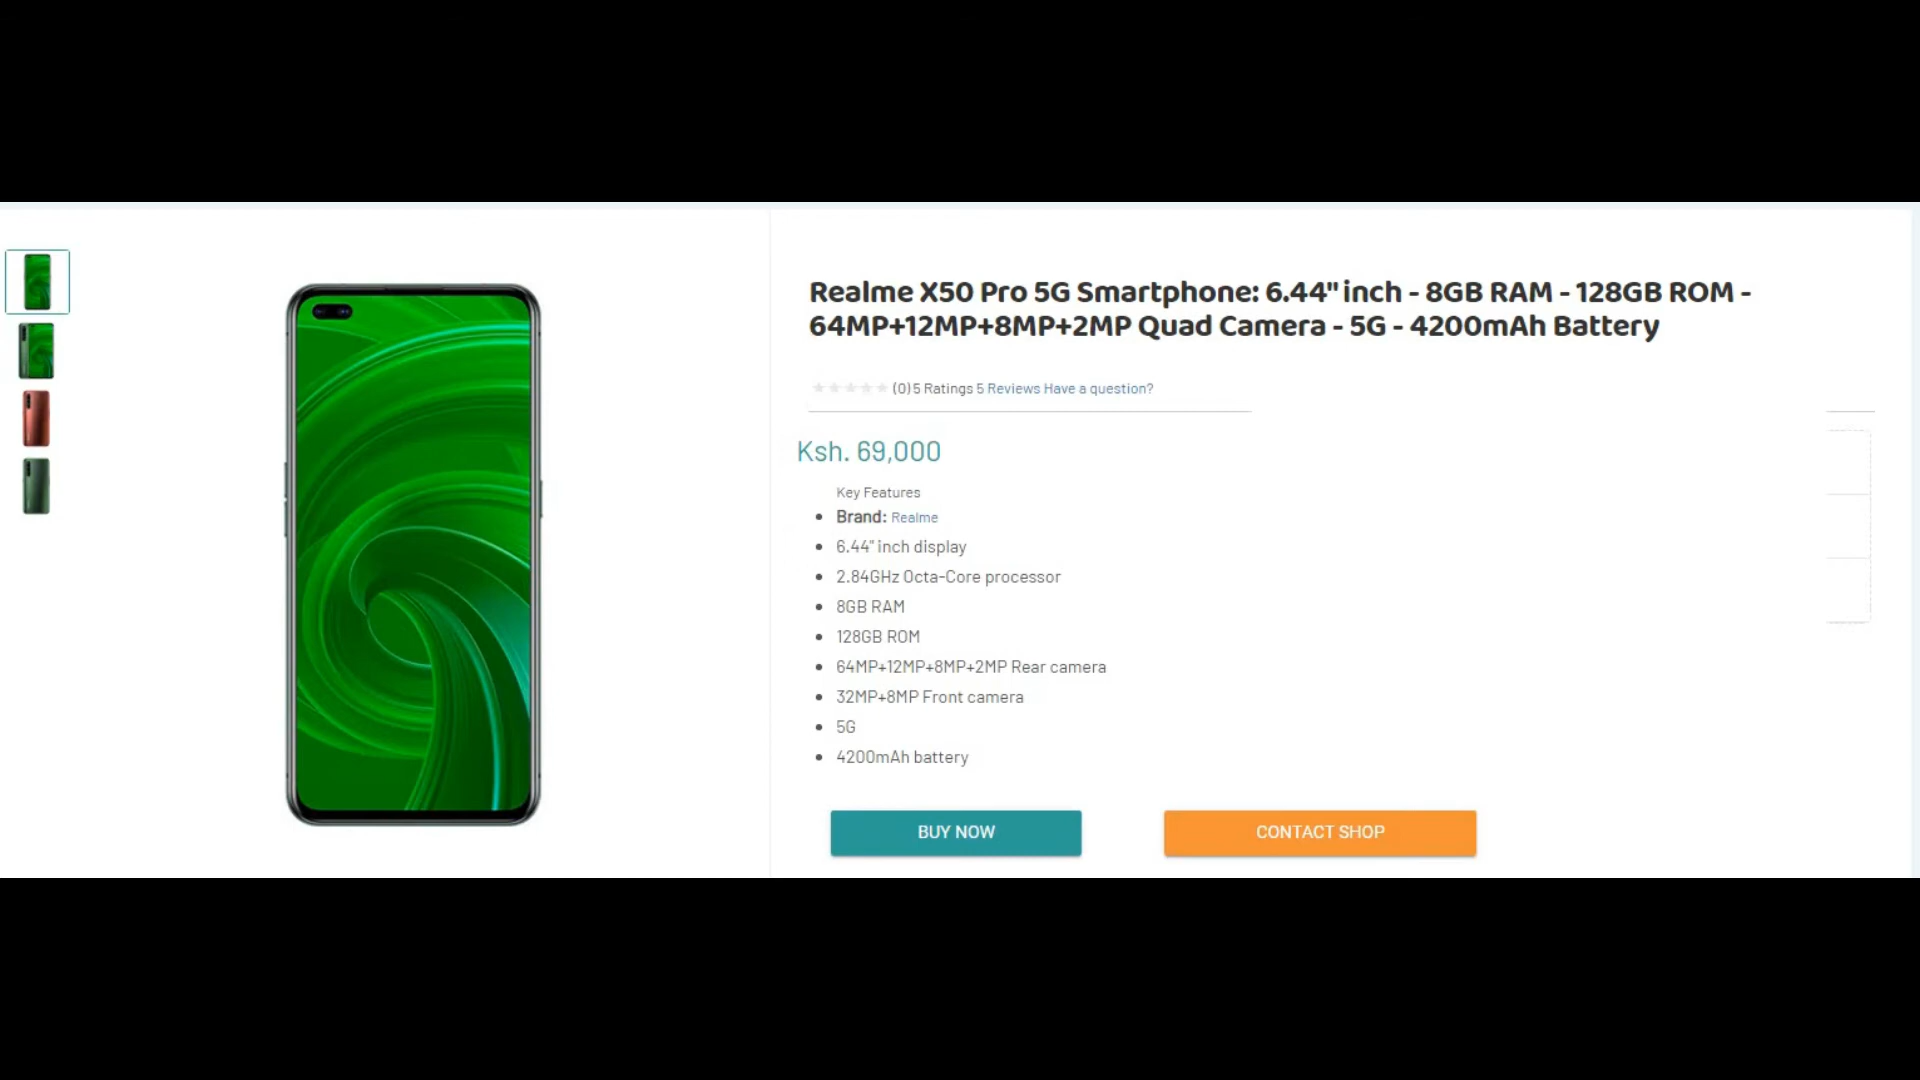 Realme X50 Pro 5G Smartphone: 6.44" inch - 8GB RAM - 128GB ROM -
64MP+12MP+8MP+2MP Quad Camera - 5G - 4200mAh Battery
(0) 5 Ratings 5 Reviews Have a question?
Ksh. 69,000
Key Features
Brand: Realme
6.44" inch display
2.84GHz Octa-Core processor
8GB RAM
128GB ROM
64MP+12MP+8MP+2MP Rear camera
32MP+8MP Front camera
5G
4200mAh battery
BUY NOW
CONTACT SHOP